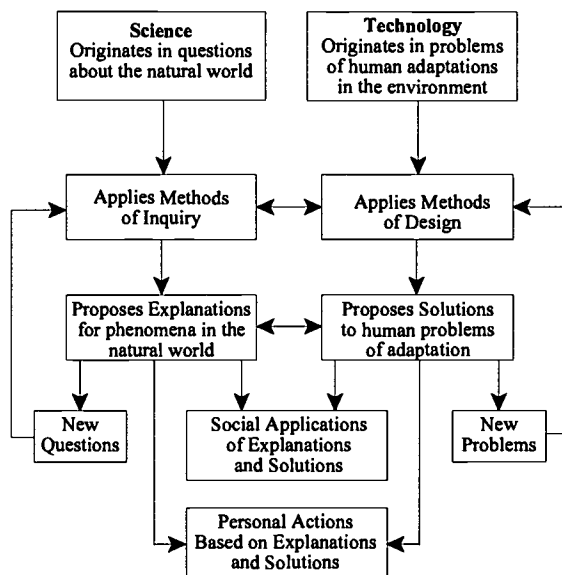 Science
Originates in questions
about the natural world
Technology
Originates in problems
of human adaptations
in the environment
Applies Methods
of Inquiry
Applies Methods
of Design
Proposes Explanations
for phenomena in the
natural world
Proposes Solutions
to human problems
of adaptation
New
Questions
Social Applications
of Explanations
and Solutions
New
Problems
Personal Actions
Based on Explanations
and Solutions